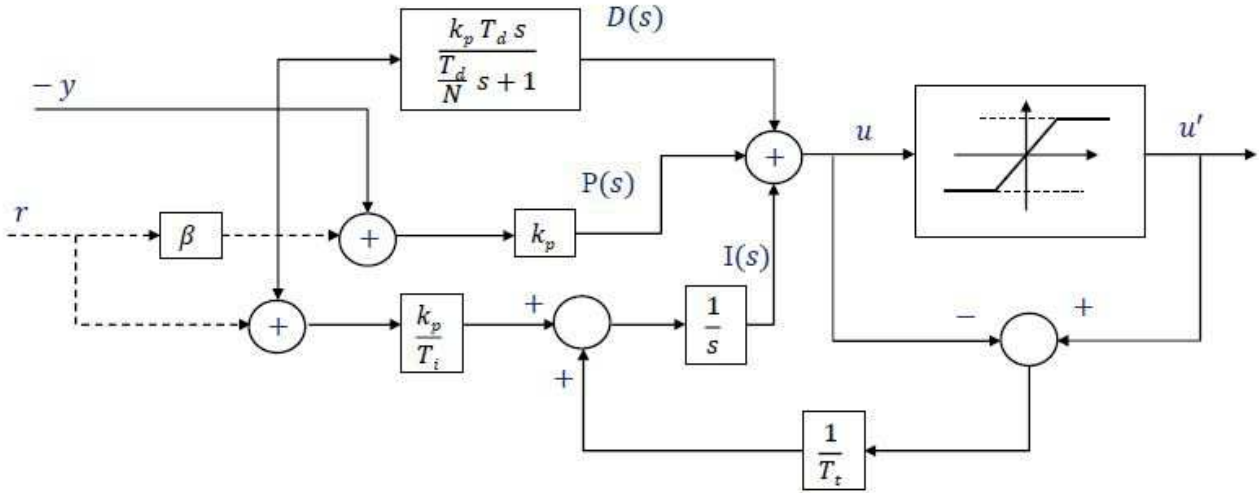 D(s)
k_p T_d s
T_d
N
s + 1
− y
+
u
u′
P(s)
r
β
+
k_p
I(s)
+
k_p
T_i
+
+
1
s
−
+
1
T_t